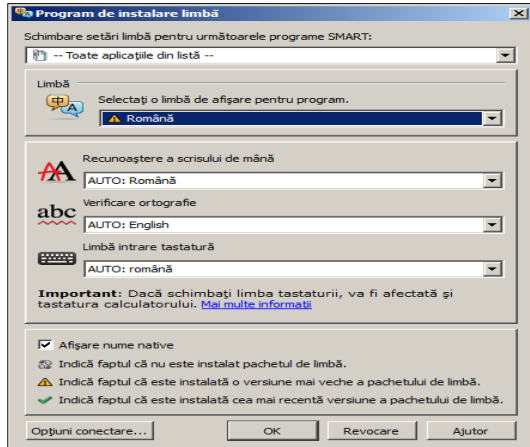 Program de instalare limbă
Schimbare setări limbă pentru următoarele programe SMART:
-- Toate aplicațiile din listă --
Limbă
Selectați o limbă de afișare pentru program.
Română
Recunoaștere a scrisului de mână
AUTO: Română
abc
Verificare ortografie
AUTO: English
Limbă intrare tastatură
AUTO: română
Important: Dacă schimbați limba tastaturii, va fi afectată și
tastatura calculatorului. Mai multe informații
Afișare nume native
Indică faptul că nu este instalat pachetul de limbă.
Indică faptul că este instalată o versiune mai veche a pachetului de limbă.
Indică faptul că este instalată cea mai recentă versiune a pachetului de limbă.
Opțiuni conectare... OK Revocare Ajutor